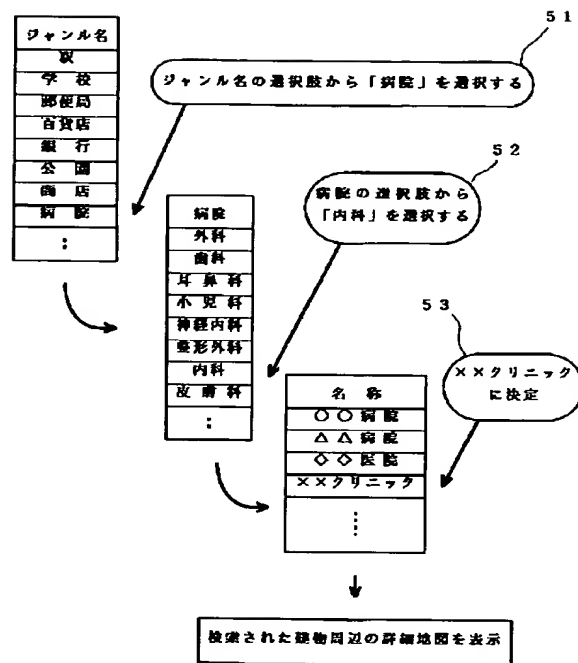 51
ジャンル名
駅
学校
郵便局
百貨店
銀行
公園
商店
病院
:
ジャンル名の選択肢から「病院」を選択する
52
病院の選択肢から
「内科」を選択する
病院
外科
歯科
耳鼻科
小児科
神経内科
整形外科
内科
皮膚科
:
53
××クリニック
に決定
名称
○○病院
△△病院
◇◇医院
××クリニック
⋮
検索された建物周辺の詳細地図を表示